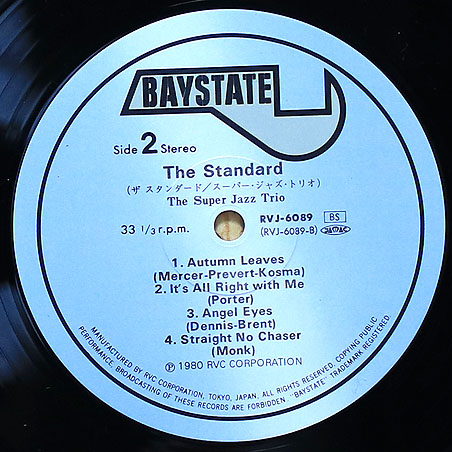 BAYSTATE
Side 2 Stereo
The Standard
(ザ スタンダード/スーパー・ジャズ・トリオ)
The Super Jazz Trio
33 1/3 r.p.m.
RVJ-6089 BS
(RVJ-6089-B) JASRAC
1. Autumn Leaves
(Mercer-Prevert-Kosma)
2. It's All Right with Me
(Porter)
3. Angel Eyes
(Dennis-Brent)
4. Straight No Chaser
(Monk)
Ⓟ 1980 RVC CORPORATION
MANUFACTURED BY RVC CORPORATION, TOKYO, JAPAN, ALL RIGHTS RESERVED, COPYING PUBLIC
PERFORMANCE, BROADCASTING OF THESE RECORDS ARE FORBIDDEN "BAYSTATE" TRADEMARK REGISTERED.